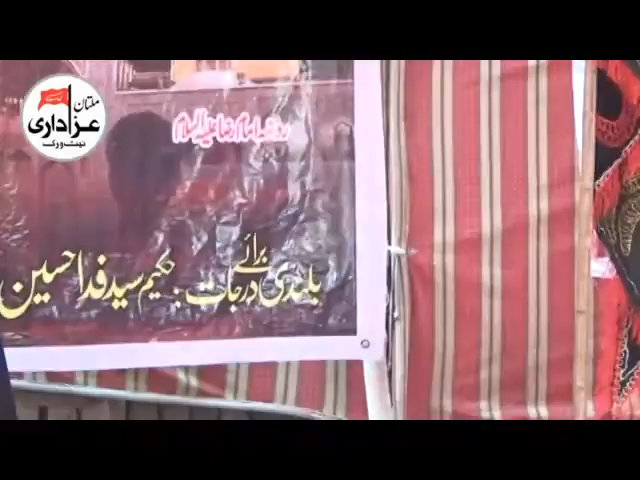 ملتان
عزاداری
نیٹ ورک
روضہ امام رضا علیہ السلام
برائے
بلندی درجات: حکیم سید فدا حسین